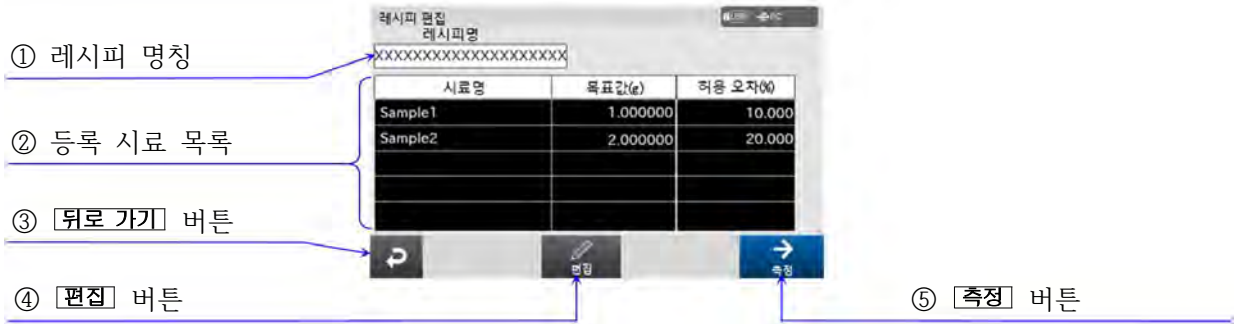 레시피 편집
레시피명
① 레시피 명칭
XXXXXXXXXXXXXXXXXXXX
시료명 목표값(g) 허용 오차(%)
Sample1 1.000000 10.000
② 등록 시료 목록
Sample2 2.000000 20.000
③ 뒤로 가기 버튼
편집 측정
④ 편집 버튼
⑤ 측정 버튼